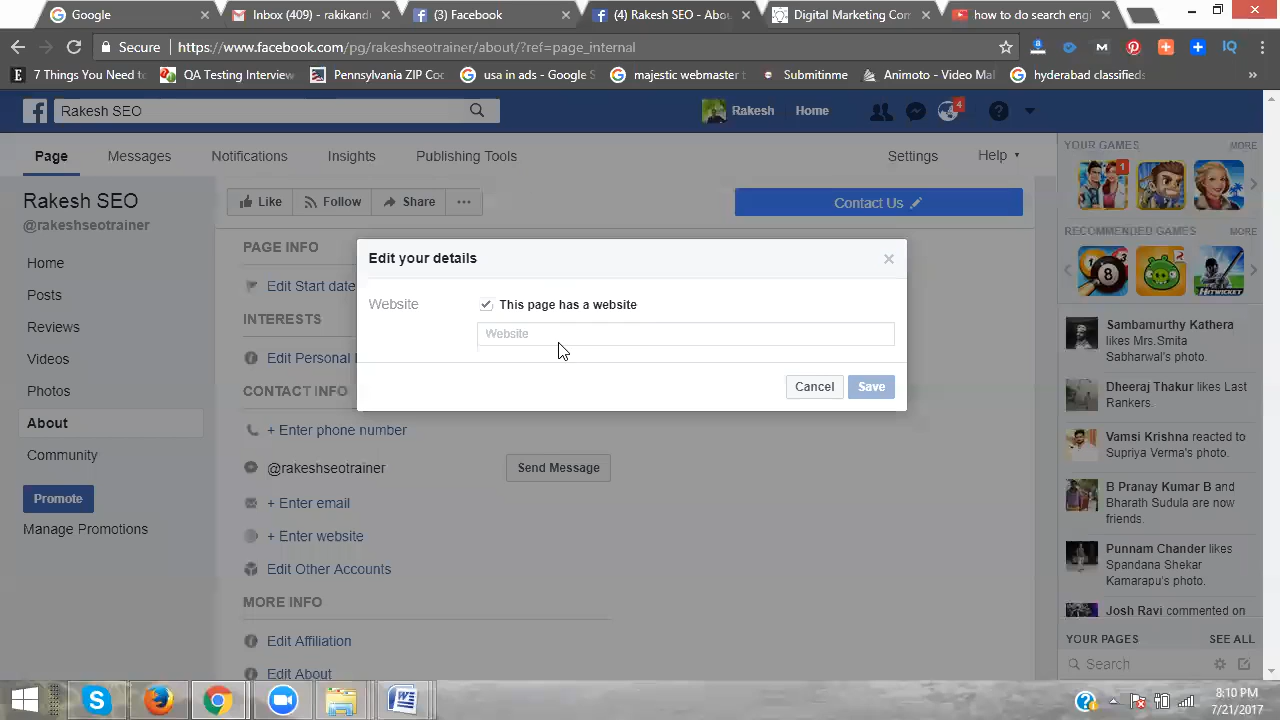 Google
Inbox (409) - rakikand
(3) Facebook
(4) Rakesh SEO - Abou
Digital Marketing Con
how to do search eng
Secure
https://www.facebook.com/pg/rakeshseotrainer/about/?ref=page_internal
7 Things You Need to
QA Testing Interview
Pennsylvania ZIP Coc
usa in ads - Google S
majestic webmaster t
Submitinme
Animoto - Video Mal
hyderabad classifieds
»
Rakesh SEO
Rakesh
Home
4
Page
Messages
Notifications
Insights
Publishing Tools
Settings
Help
Rakesh SEO
@rakeshseotrainer
Home
Posts
Reviews
Videos
Photos
About
Community
Promote
Manage Promotions
Like
Follow
Share
Contact Us
PAGE INFO
Edit Start date
INTERESTS
Edit Personal I
CONTACT INFO
+ Enter phone number
@rakeshseotrainer
Send Message
+ Enter email
+ Enter website
Edit Other Accounts
MORE INFO
Edit Affiliation
Edit About
Edit your details
Website
This page has a website
Website
Cancel
Save
YOUR GAMES
MORE
1
RECOMMENDED GAMES
MORE
8
HITWICKET
Sambamurthy Kathera
likes Mrs.Smita
Sabharwal's photo.
Dheeraj Thakur likes Last
Rankers.
Vamsi Krishna reacted to
Supriya Verma's photo.
B Pranay Kumar B and
Bharath Sudula are now
friends.
Punnam Chander likes
Spandana Shekar
Kamarapu's photo.
Josh Ravi commented on
YOUR PAGES
SEE ALL
Search
8:10 PM
7/21/2017